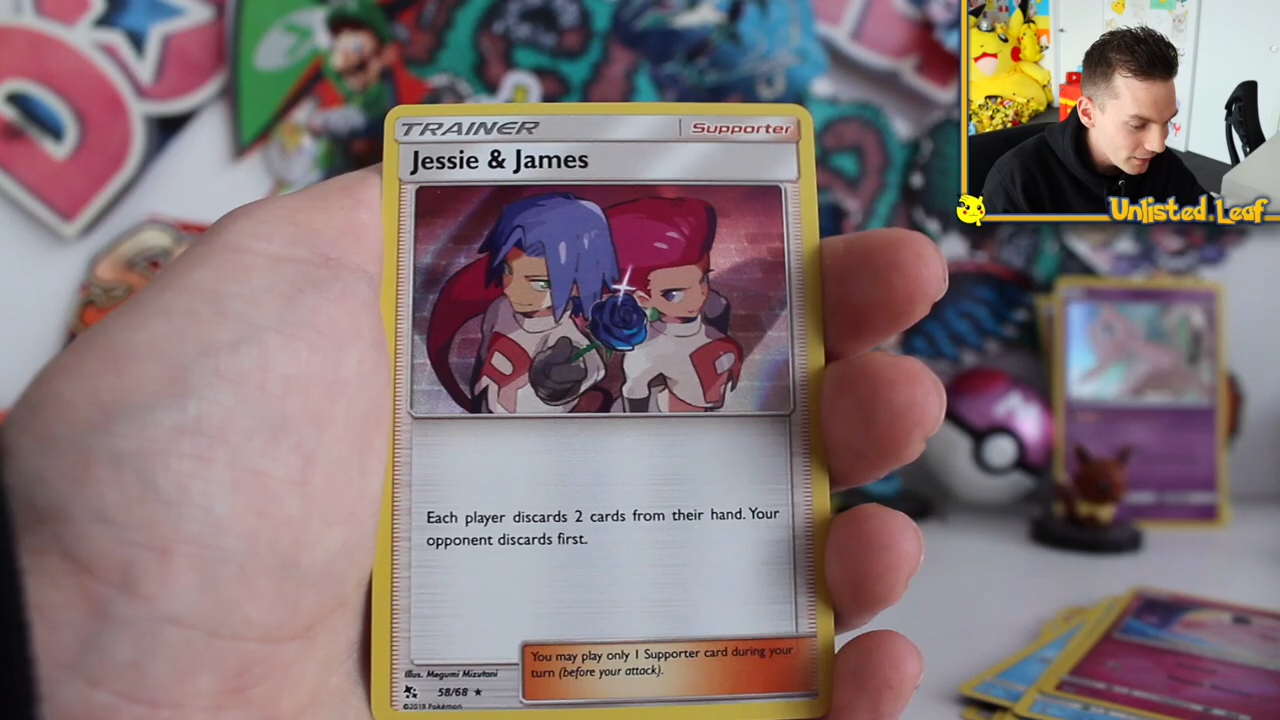 TRAINER
Supporter
Jessie & James
Each player discards 2 cards from their hand. Your
opponent discards first.
You may play only 1 Supporter card during your
turn (before your attack).
Illus. Megumi Mizutani
58/68 ★
©2019 Pokémon
Unlisted Leaf